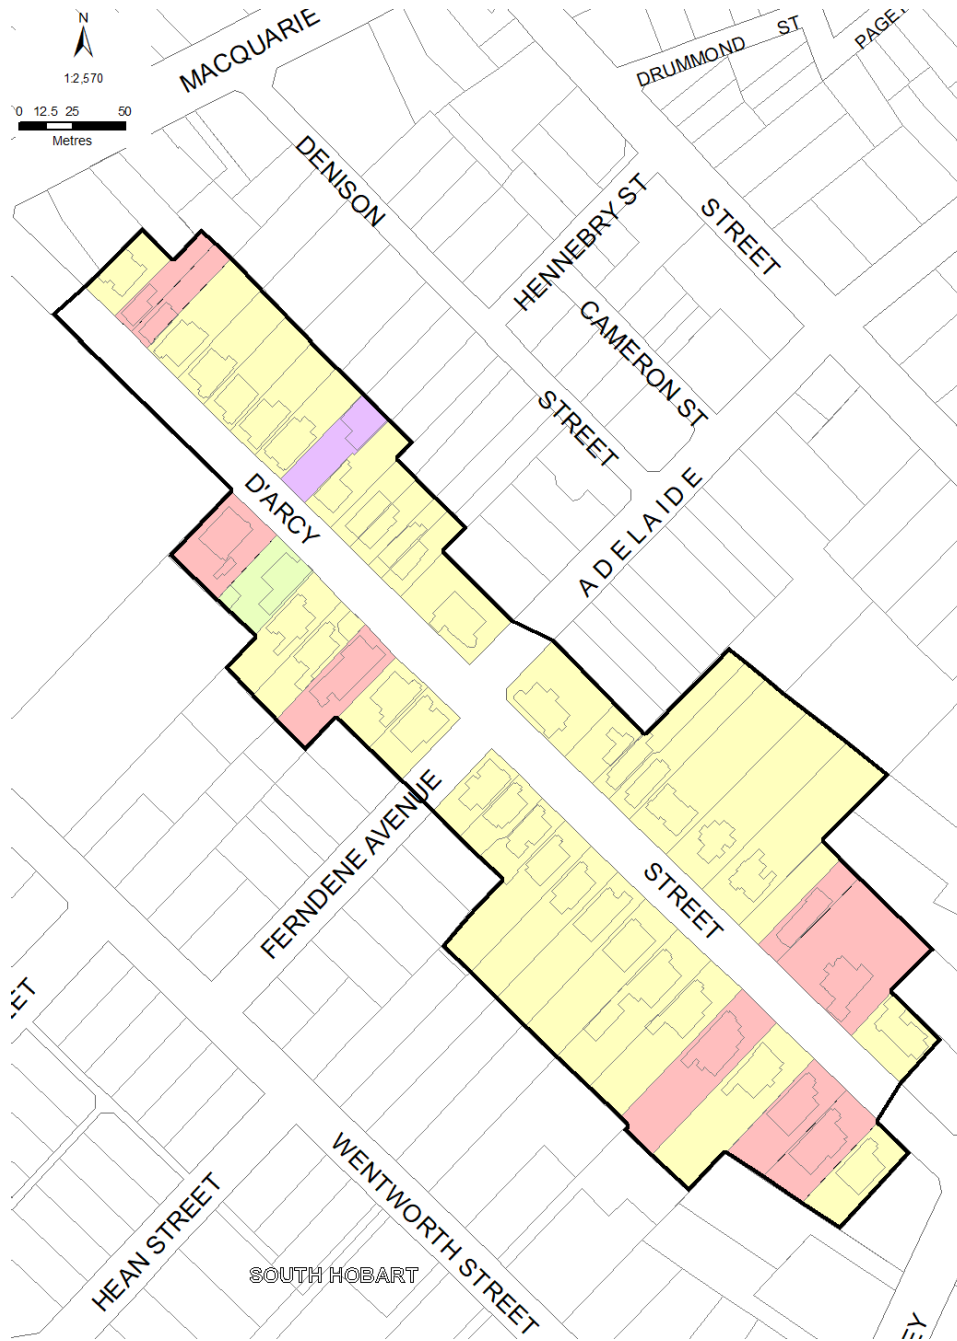 N
1:2,570
0 12.5 25 50
Metres
MACQUARIE
DRUMMOND ST
PAGET
DENISON
HENNEBRY ST
STREET
CAMERON ST
STREET
ADELAIDE
D'ARCY
FERNDENE AVENUE
STREET
WENTWORTH STREET
HEAN STREET
SOUTH HOBART